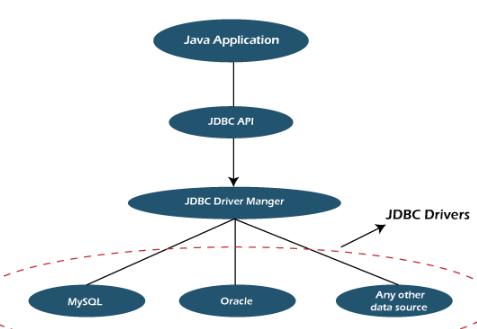 Java Application
JDBC API
JDBC Driver Manger
JDBC Drivers
MySQL
Oracle
Any other
data source